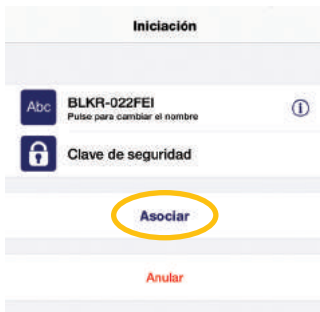 Iniciación
Abc
BLKR-022FEI
Pulse para cambiar el nombre
i
Clave de seguridad
Asociar
Anular